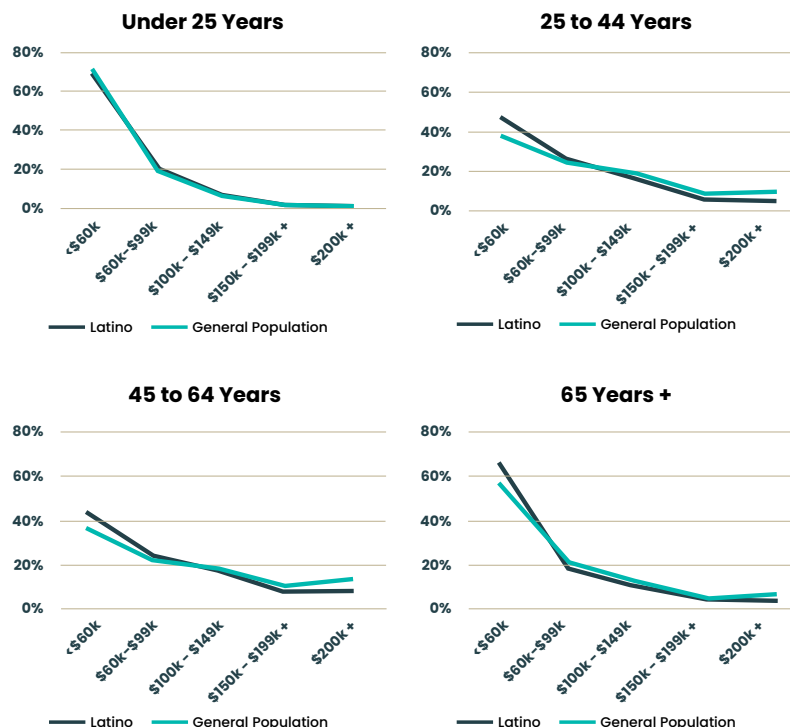 Under 25 Years
80%
60%
40%
20%
0%
<$60k
$60k–$99k
$100k – $149k
$150k – $199k +
$200k +
Latino
General Population
25 to 44 Years
80%
60%
40%
20%
0%
<$60k
$60k–$99k
$100k – $149k
$150k – $199k +
$200k +
Latino
General Population
45 to 64 Years
80%
60%
40%
20%
0%
<$60k
$60k–$99k
$100k – $149k
$150k – $199k +
$200k +
Latino
General Population
65 Years +
80%
60%
40%
20%
0%
<$60k
$60k–$99k
$100k – $149k
$150k – $199k +
$200k +
Latino
General Population